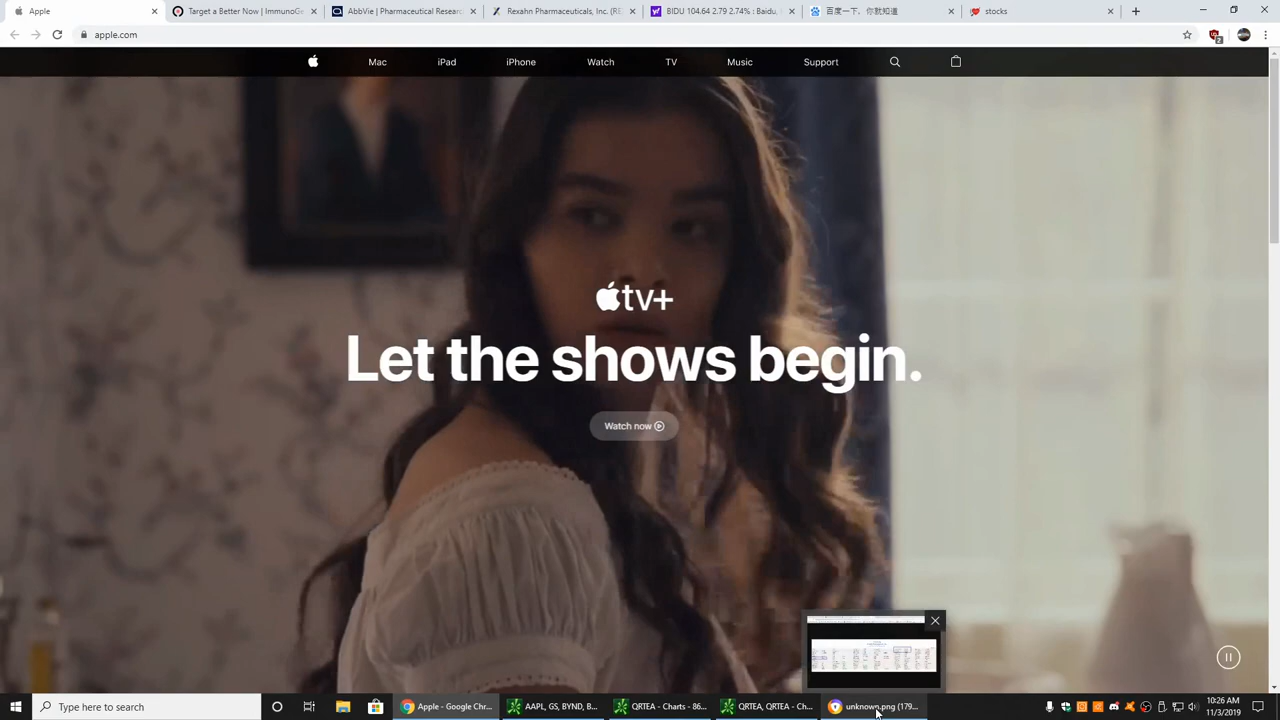 Apple
Target a Better Now | ImmunoGe
AbbVie | Pharmaceutical Resear
Rexahn Pharmaceuticals, Inc. (RE
BIDU 104.64 2.79 2.74% : Baidu,
百度一下，你就知道
stocks
apple.com
2
Mac
iPad
iPhone
Watch
TV
Music
Support
tv+
Let the shows begin.
Watch now
Type here to search
Apple - Google Chr...
AAPL, GS, BYND, B...
QRTEA - Charts - 86...
QRTEA, QRTEA - Ch...
unknown.png (179...
10:26 AM
11/3/2019